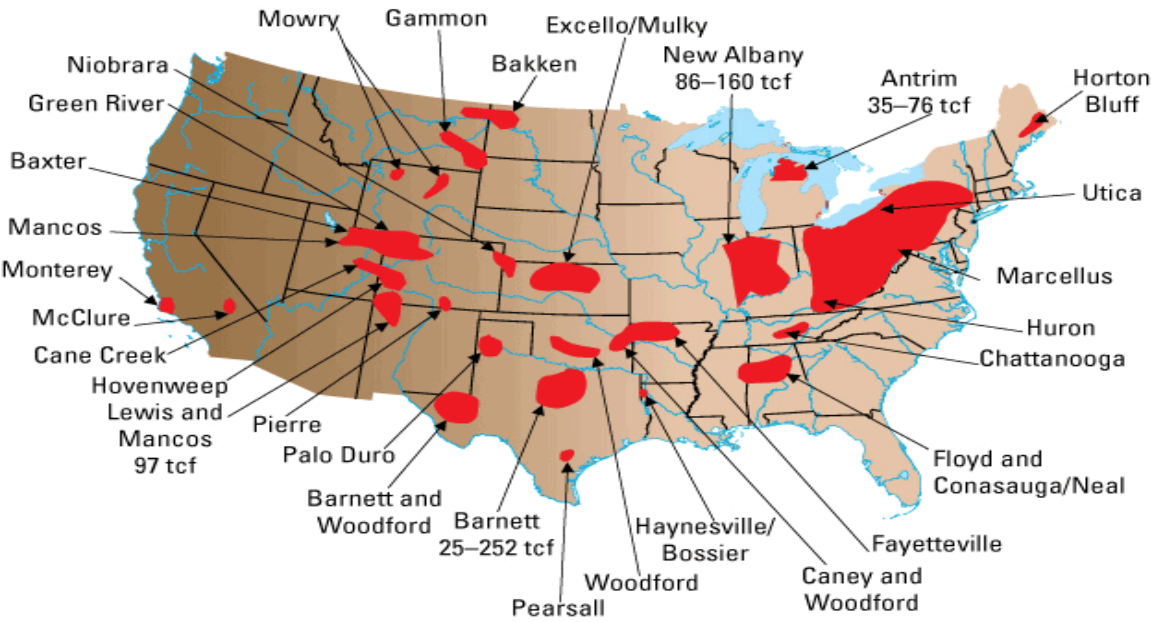 Mowry
Gammon
Excello/Mulky
Niobrara
Bakken
New Albany
86–160 tcf
Antrim
35–76 tcf
Horton
Bluff
Green River
Baxter
Utica
Mancos
Monterey
Marcellus
McClure
Huron
Cane Creek
Chattanooga
Hovenweep
Lewis and
Mancos
97 tcf
Pierre
Palo Duro
Floyd and
Conasauga/Neal
Barnett and
Woodford
Barnett
25–252 tcf
Haynesville/
Bossier
Fayetteville
Woodford
Caney and
Woodford
Pearsall